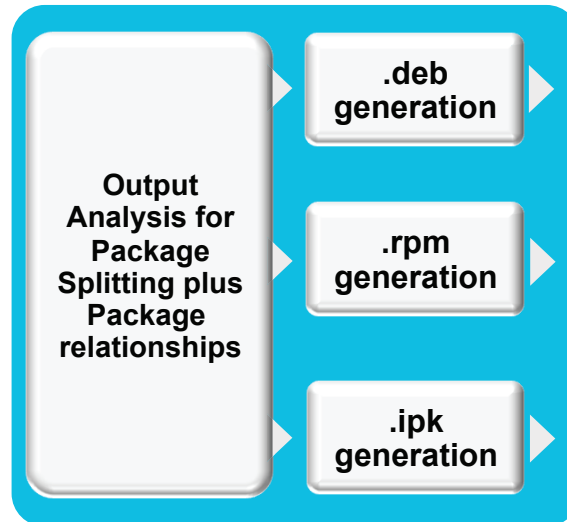 Output
Analysis for
Package
Splitting plus
Package
relationships
.deb
generation
.rpm
generation
.ipk
generation